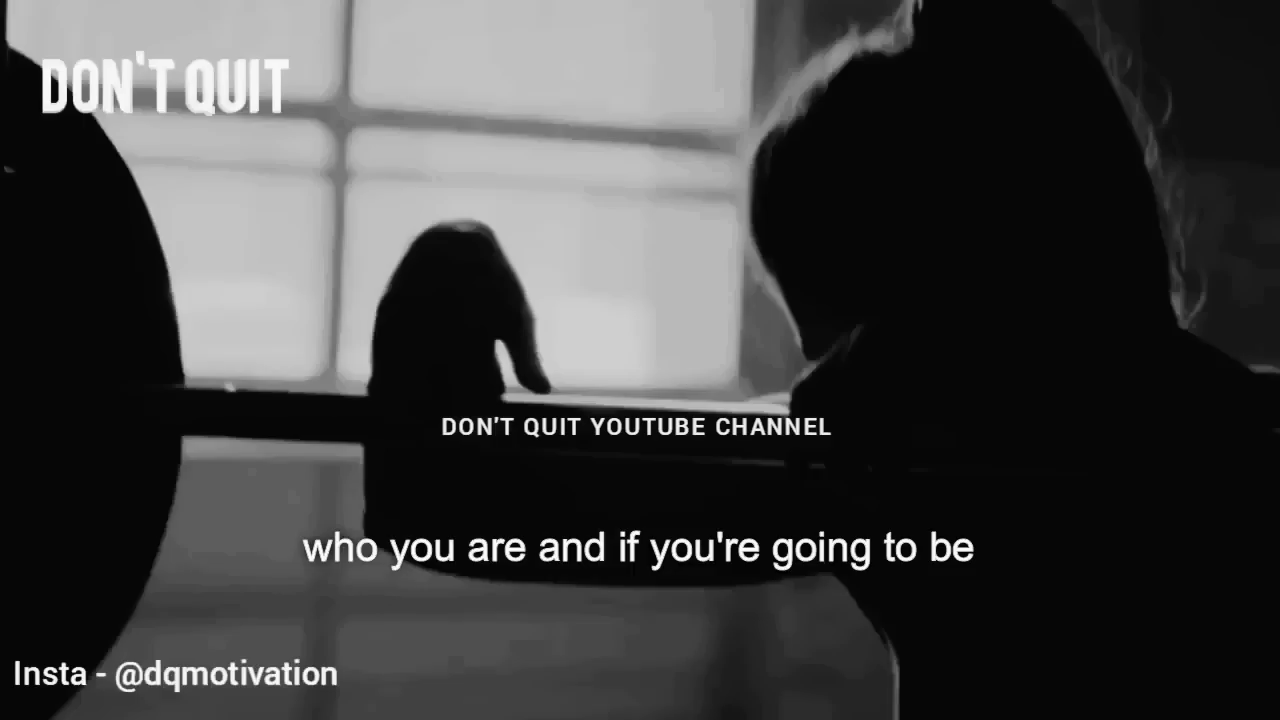 DON'T QUIT
DON'T QUIT YOUTUBE CHANNEL
who you are and if you're going to be
Insta - @dqmotivation